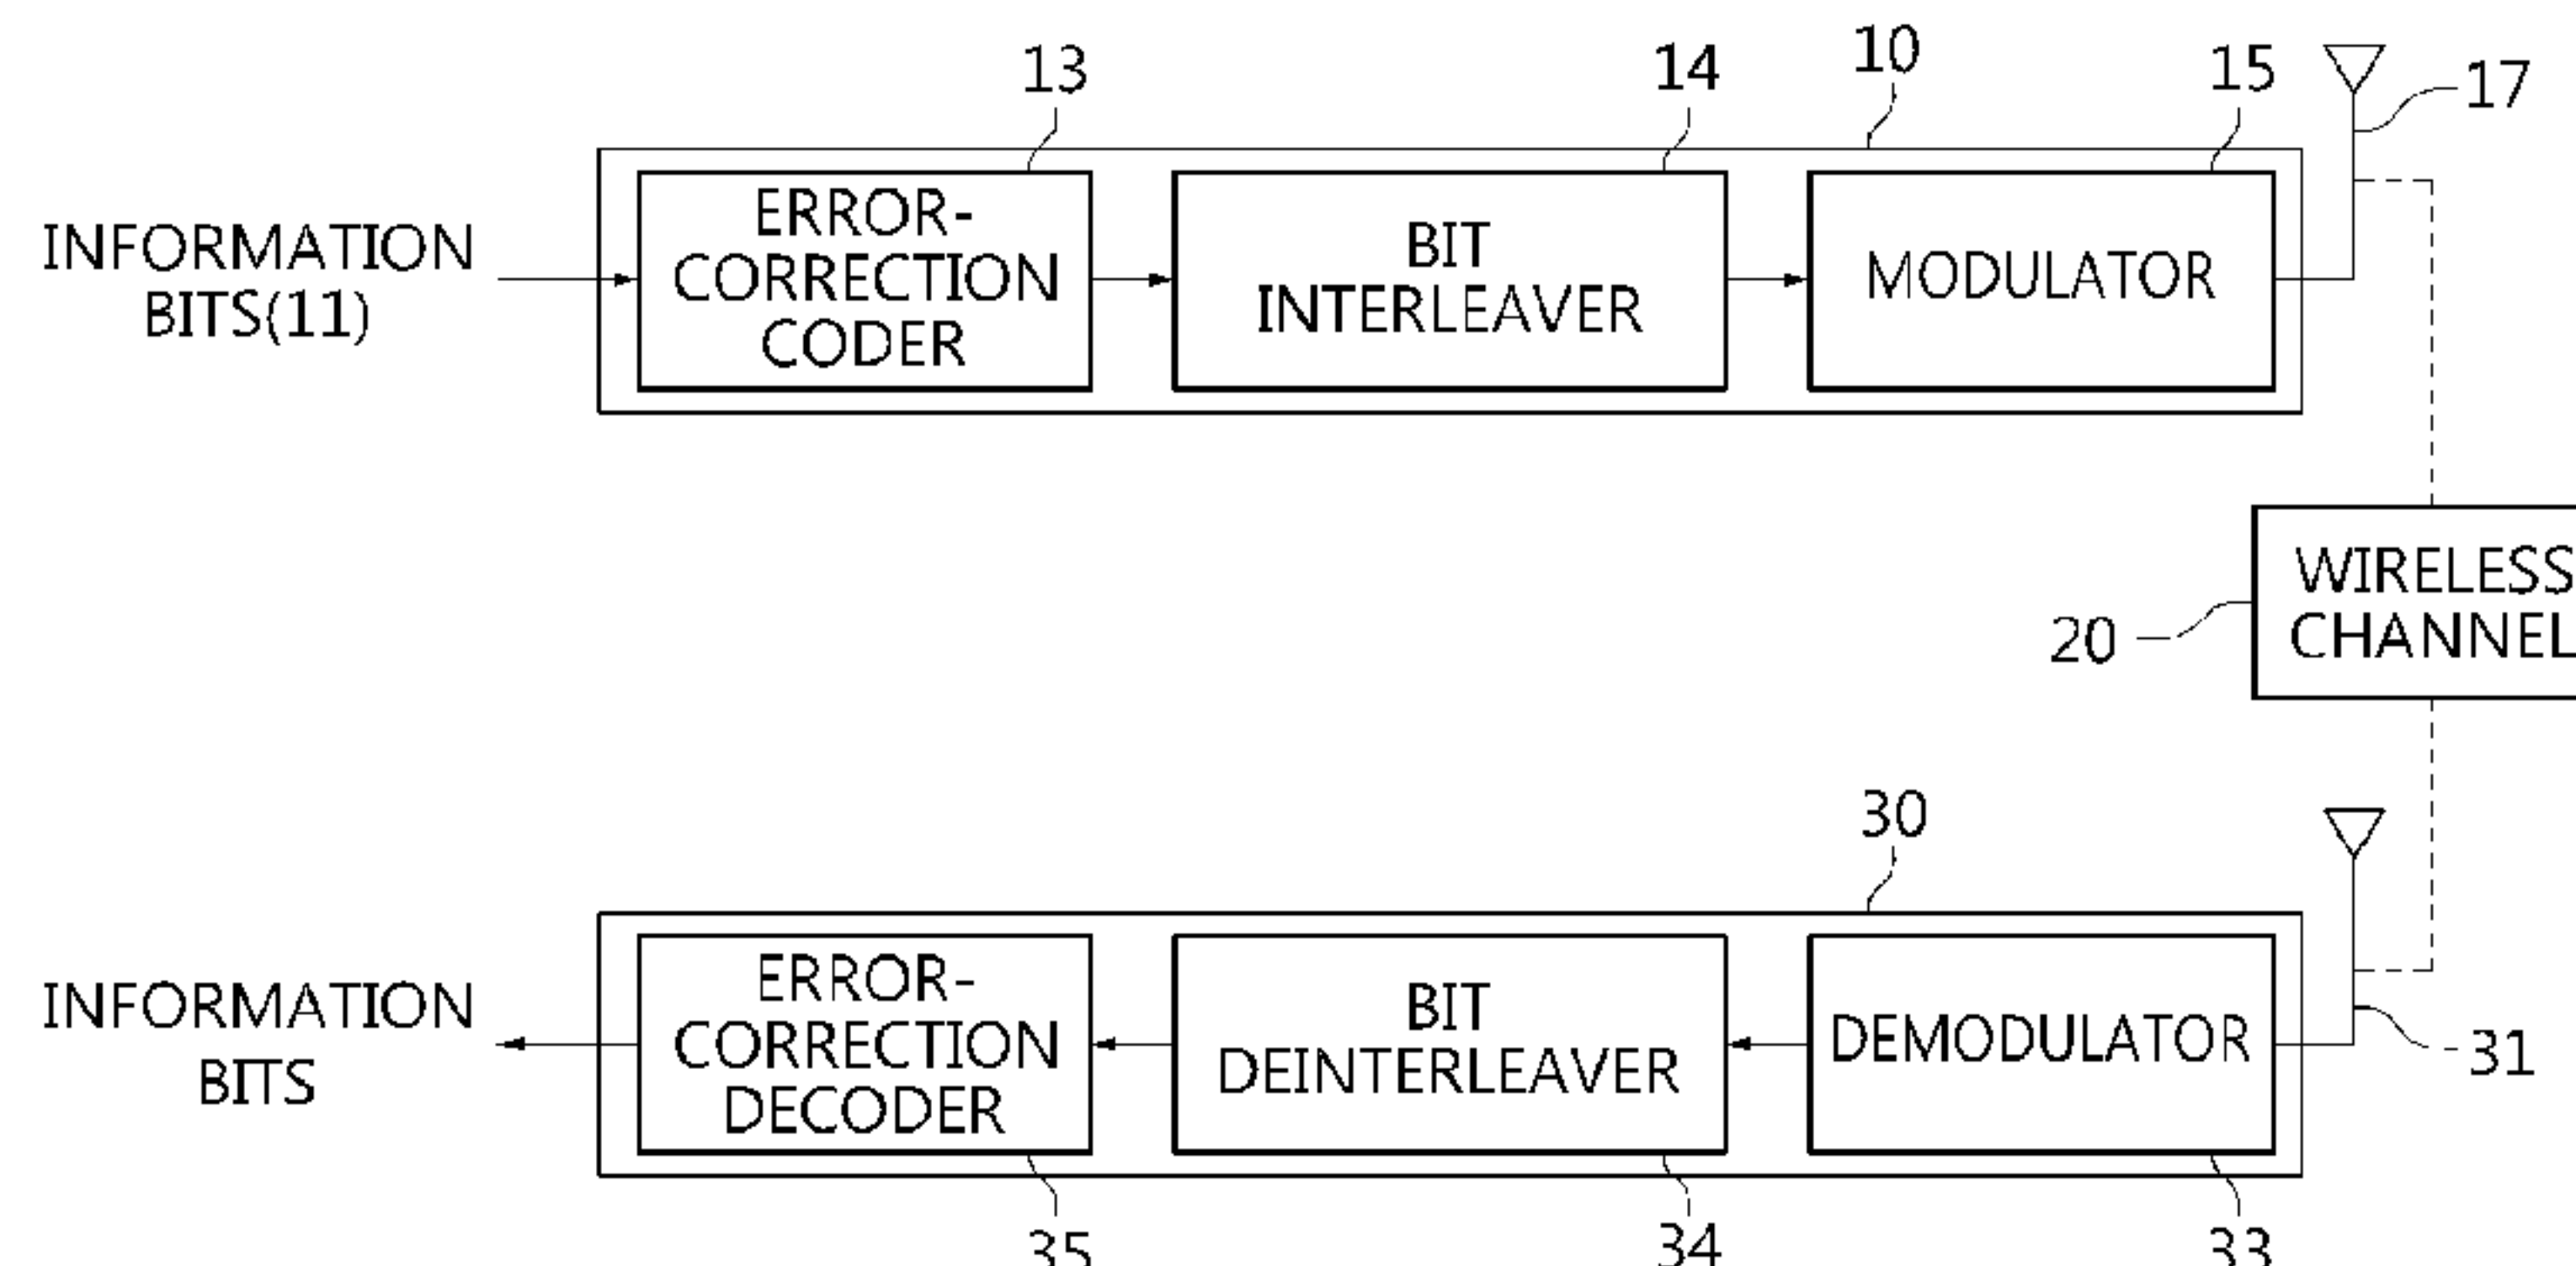 13
14
10
15
17
INFORMATION
BITS(11)
ERROR-
CORRECTION
CODER
BIT
INTERLEAVER
MODULATOR
WIRELESS
CHANNEL
20
30
INFORMATION
BITS
ERROR-
CORRECTION
DECODER
BIT
DEINTERLEAVER
DEMODULATOR
31
35
34
33